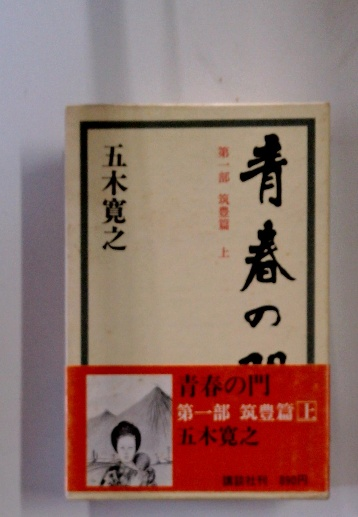 青春の門
第一部 筑豊篇 上
五木寛之
青春の門
第一部 筑豊篇 上
五木寛之
講談社刊